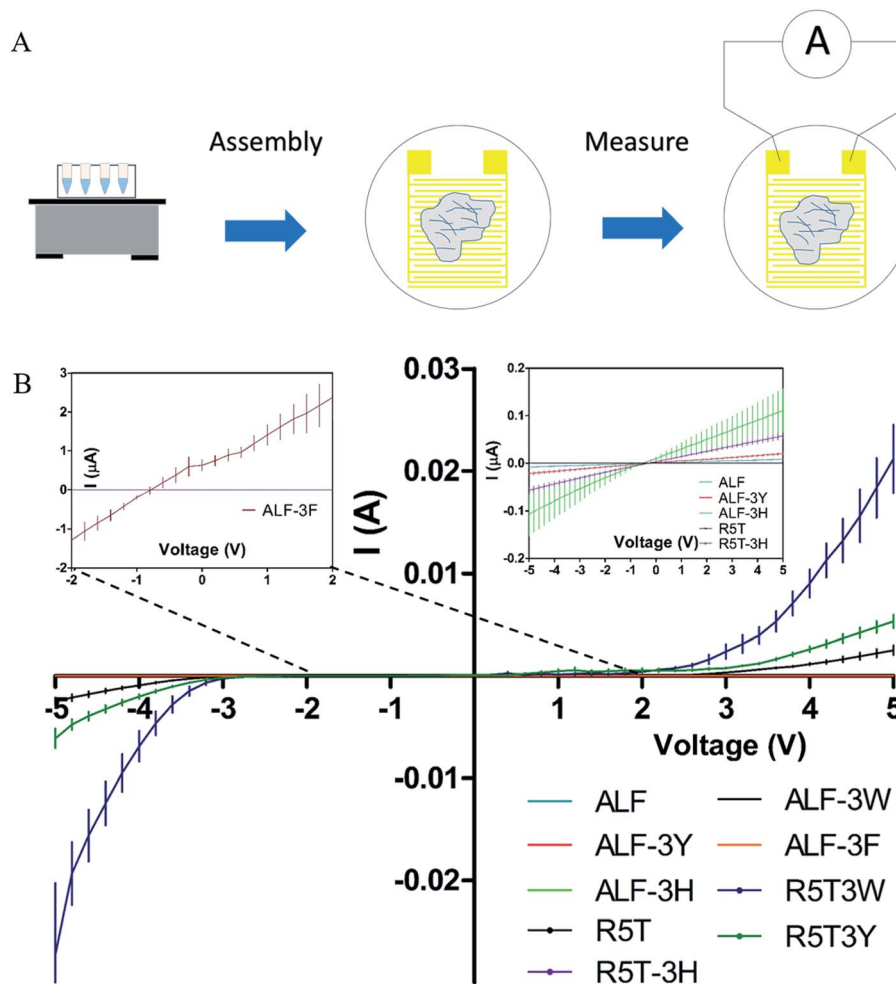 A
Assembly
Measure
A
B
3
2
1
0
-1
-2
I (µA)
-2 -1 0 1 2
Voltage (V)
ALF-3F
0.2
0.1
0.0
-0.1
-0.2
I (µA)
-5 -4 -3 -2 -1 0 1 2 3 4 5
Voltage (V)
ALF
ALF-3Y
ALF-3H
R5T
R5T-3H
0.03
0.02
0.01
-0.01
-0.02
I (A)
-5 -4 -3 -2 -1 1 2 3 4 5
Voltage (V)
ALF
ALF-3Y
ALF-3H
R5T
R5T-3H
ALF-3W
ALF-3F
R5T3W
R5T3Y